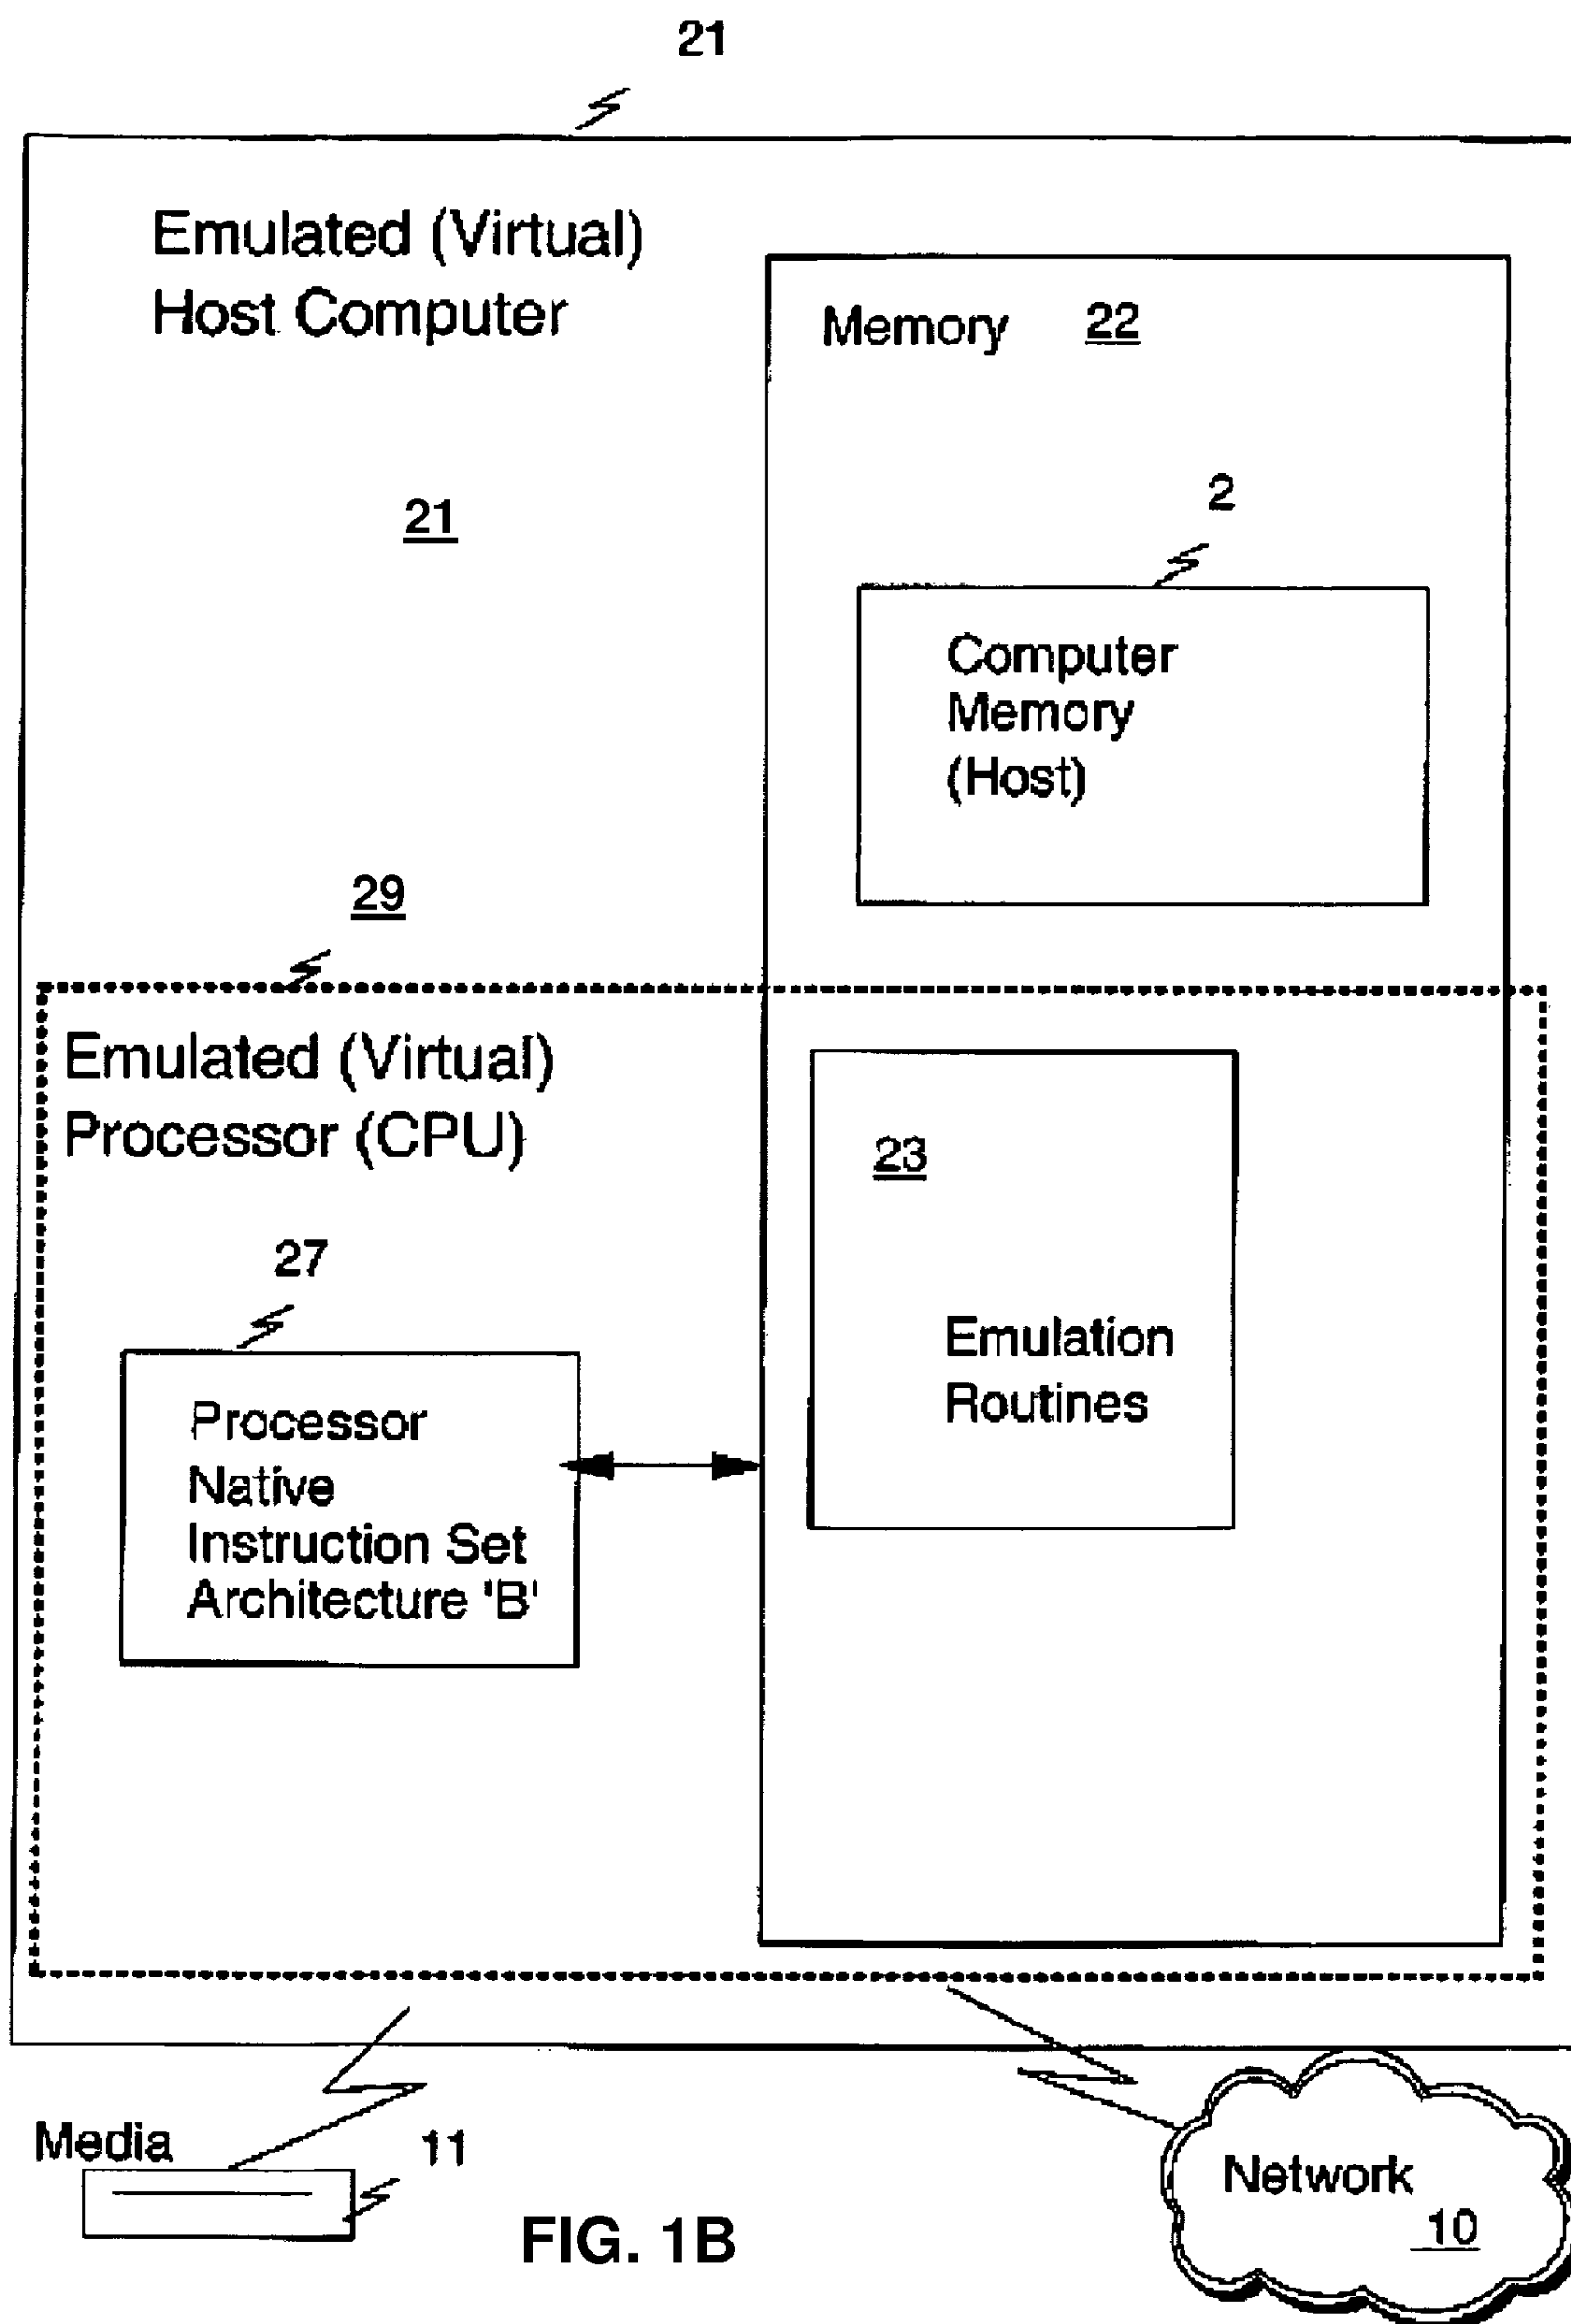 21
Emulated (Virtual)
Host Computer
21
Memory 22
2
Computer
Memory
(Host)
29
Emulated (Virtual)
Processor (CPU)
27
Processor
Native
Instruction Set
Architecture 'B'
23
Emulation
Routines
Media
11
Network
10
FIG. 1B